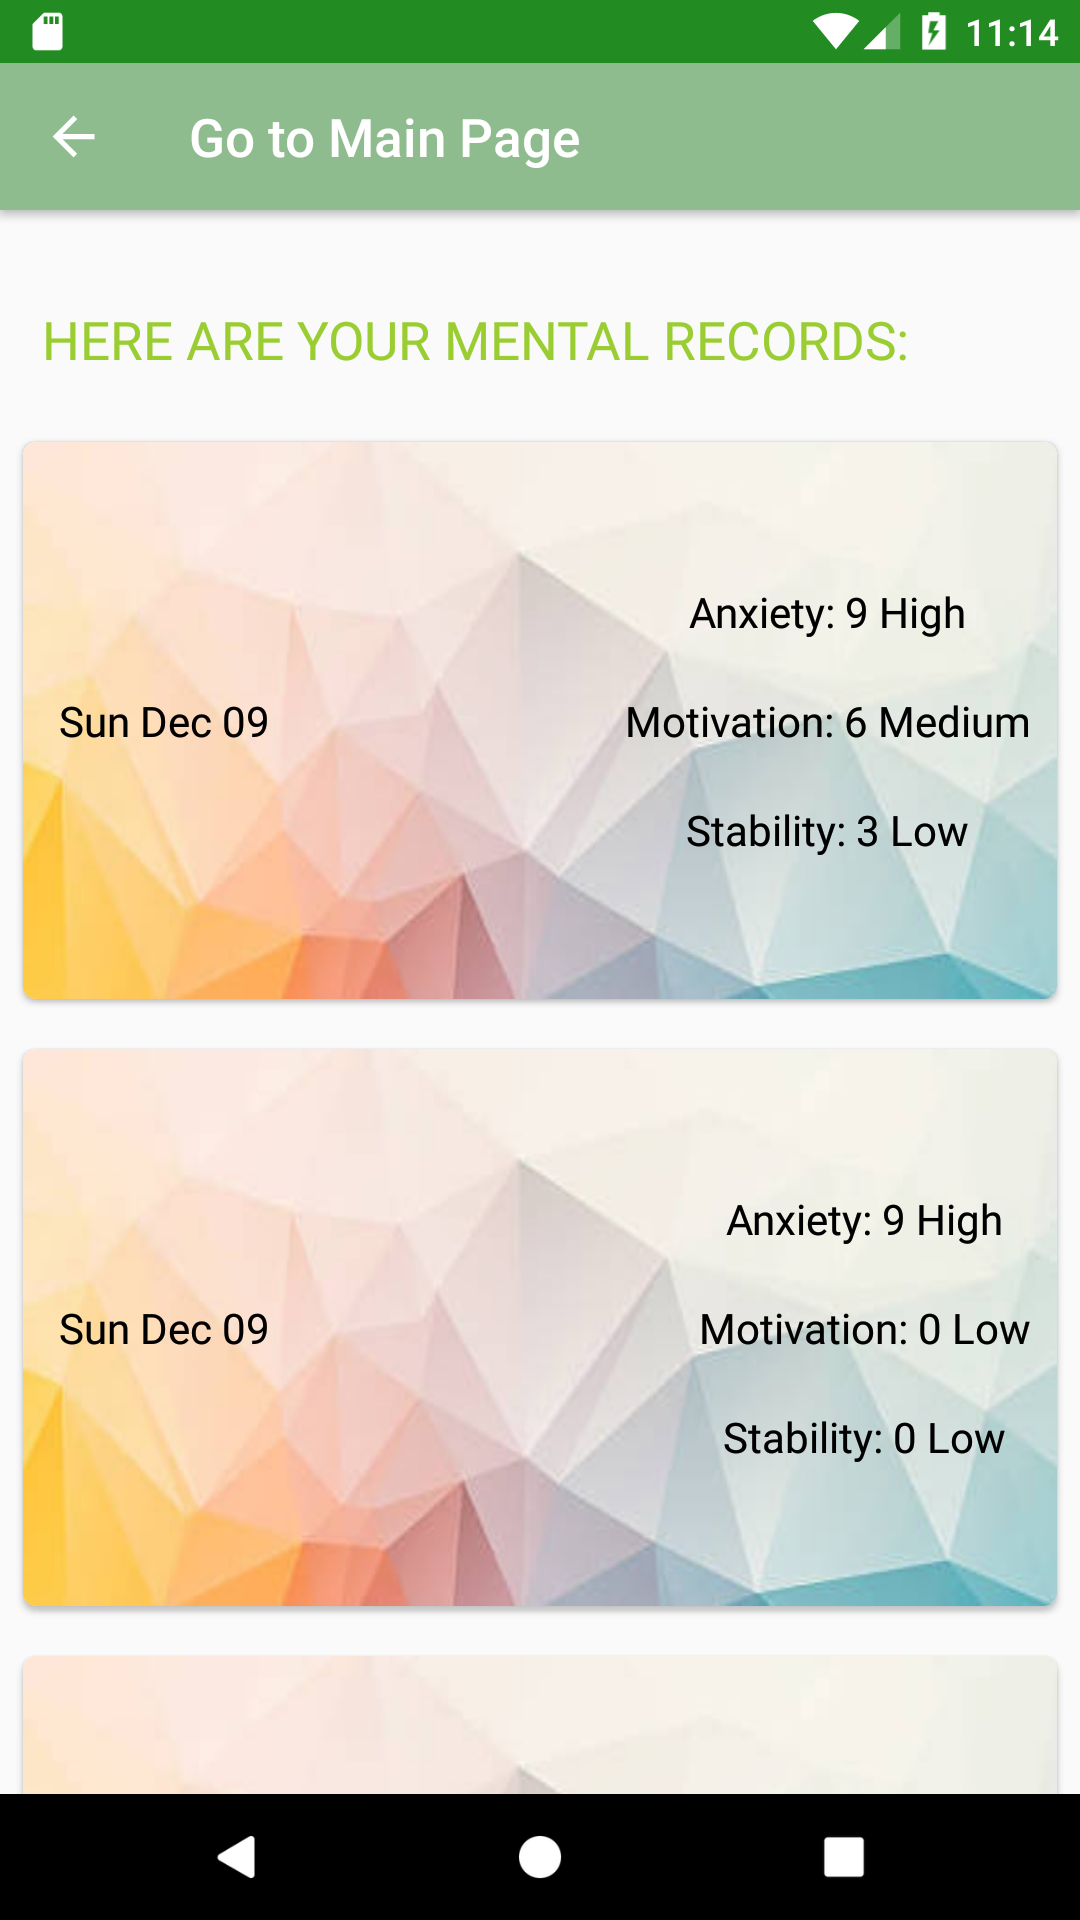 11:14
Go to Main Page
HERE ARE YOUR MENTAL RECORDS:
Anxiety: 9 High
Sun Dec 09
Motivation: 6 Medium
Stability: 3 Low
Anxiety: 9 High
Sun Dec 09
Motivation: 0 Low
Stability: 0 Low